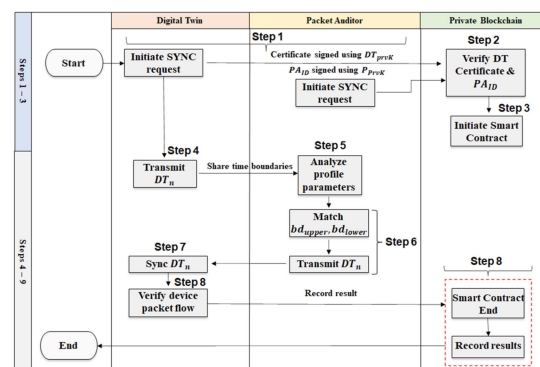 Digital Twin
Packet Auditor
Private Blockchain
Steps 1 – 3
Step 1
Step 2
Start
Initiate SYNC
request
Certificate signed using DT_prvK
PA_ID signed using P_PrvK
Initiate SYNC
request
Verify DT
Certificate &
PA_ID
Step 3
Initiate Smart
Contract
Steps 4 – 9
Step 4
Transmit
DT_n
Share time boundaries
Step 5
Analyze
profile
parameters
Match
bd_upper, bd_lower
Step 6
Transmit DT_n
Step 7
Sync DT_n
Step 8
Verify device
packet flow
Record result
Step 8
Smart Contract
End
Record results
End